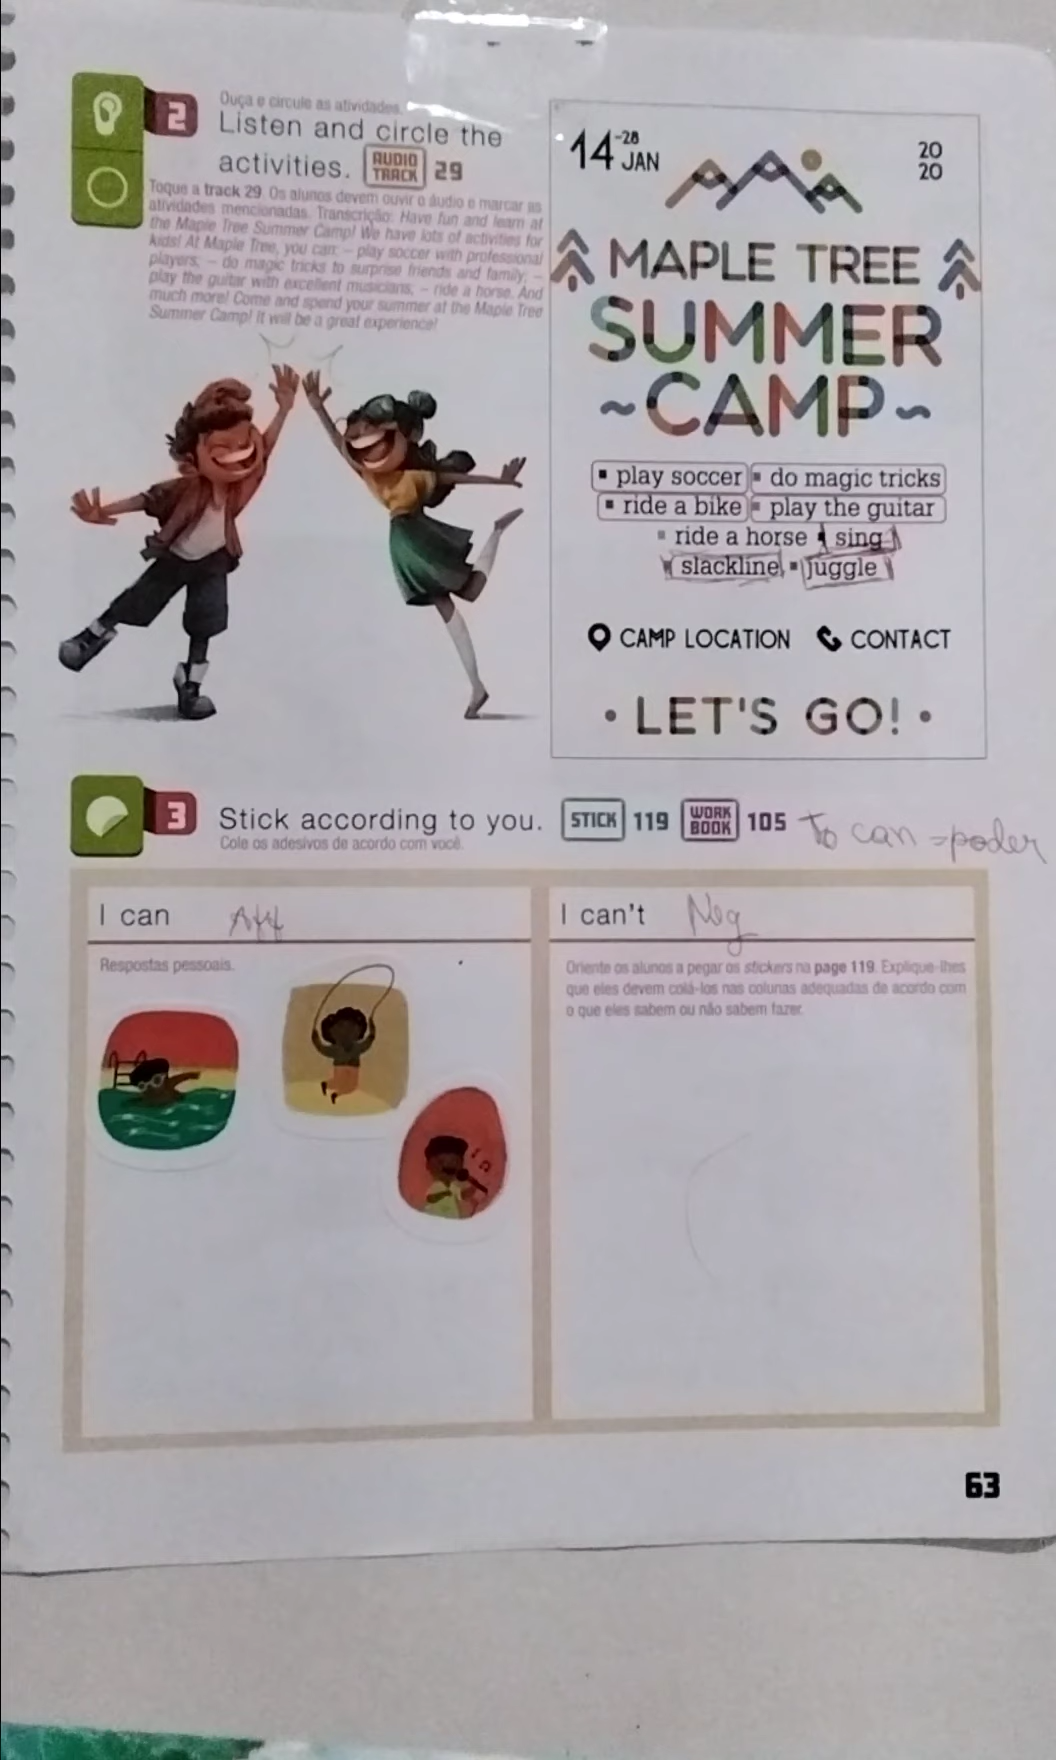 2
Ouça e circule as atividades.
Listen and circle the
activities. AUDIO TRACK 29
Toque a track 29. Os alunos devem ouvir o áudio e marcar as
atividades mencionadas. Transcrição: Have fun and learn at
the Maple Tree Summer Camp! We have lots of activities for
kids! At Maple Tree, you can: – play soccer with professional
players; – do magic tricks to surprise friends and family; –
play the guitar with excellent musicians; – ride a horse. And
much more! Come and spend your summer at the Maple Tree
Summer Camp! It will be a great experience!
14-28 JAN
20
20
MAPLE TREE
SUMMER
~CAMP~
▪ play soccer ▪ do magic tricks
▪ ride a bike ▪ play the guitar
▪ ride a horse ▪ sing
slackline ▪ juggle
CAMP LOCATION CONTACT
• LET'S GO! •
3 Stick according to you. STICK 119 WORK BOOK 105 To can = poder
Cole os adesivos de acordo com você.
I can
Respostas pessoais.
I can't Neg
Oriente os alunos a pegar os stickers na page 119. Explique-lhes
que eles devem colá-los nas colunas adequadas de acordo com
o que eles sabem ou não sabem fazer.
63